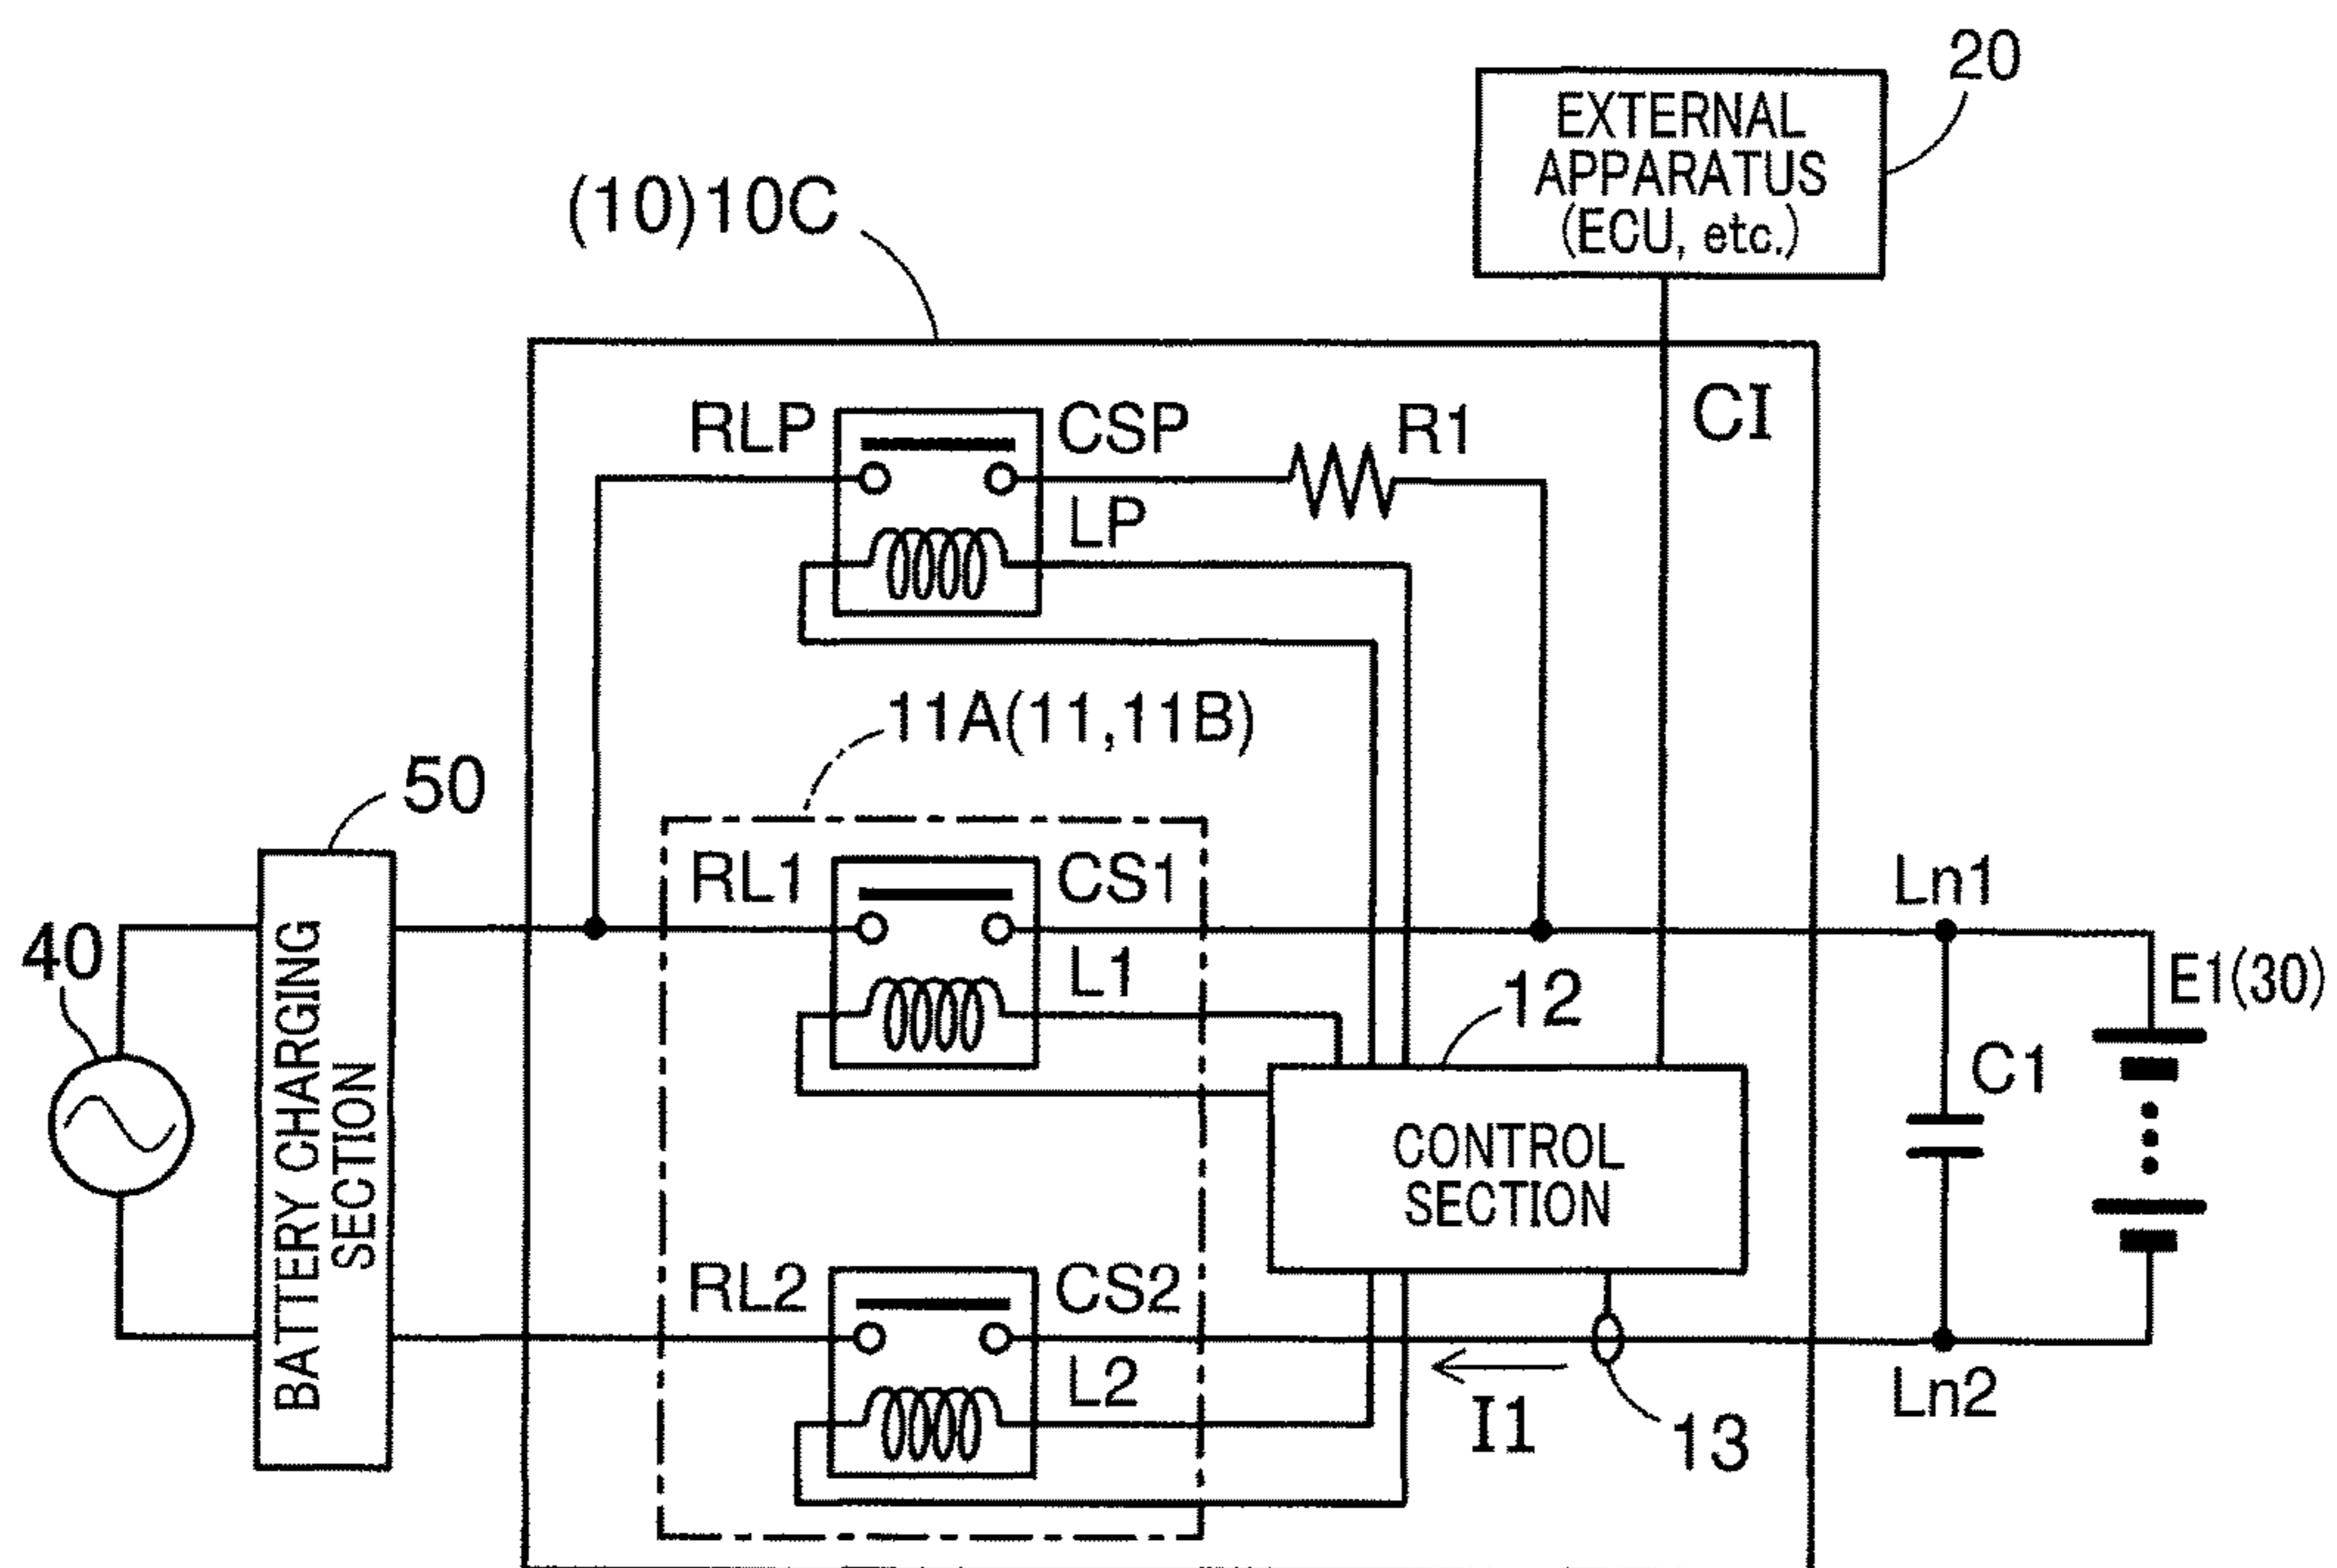 20
EXTERNAL
APPARATUS
(ECU, etc.)
(10)10C
CI
RLP
CSP
R1
LP
11A(11,11B)
50
RL1
CS1
Ln1
40
L1
12
E1(30)
BATTERY CHARGING
SECTION
C1
CONTROL
SECTION
RL2
CS2
L2
I1
13
Ln2